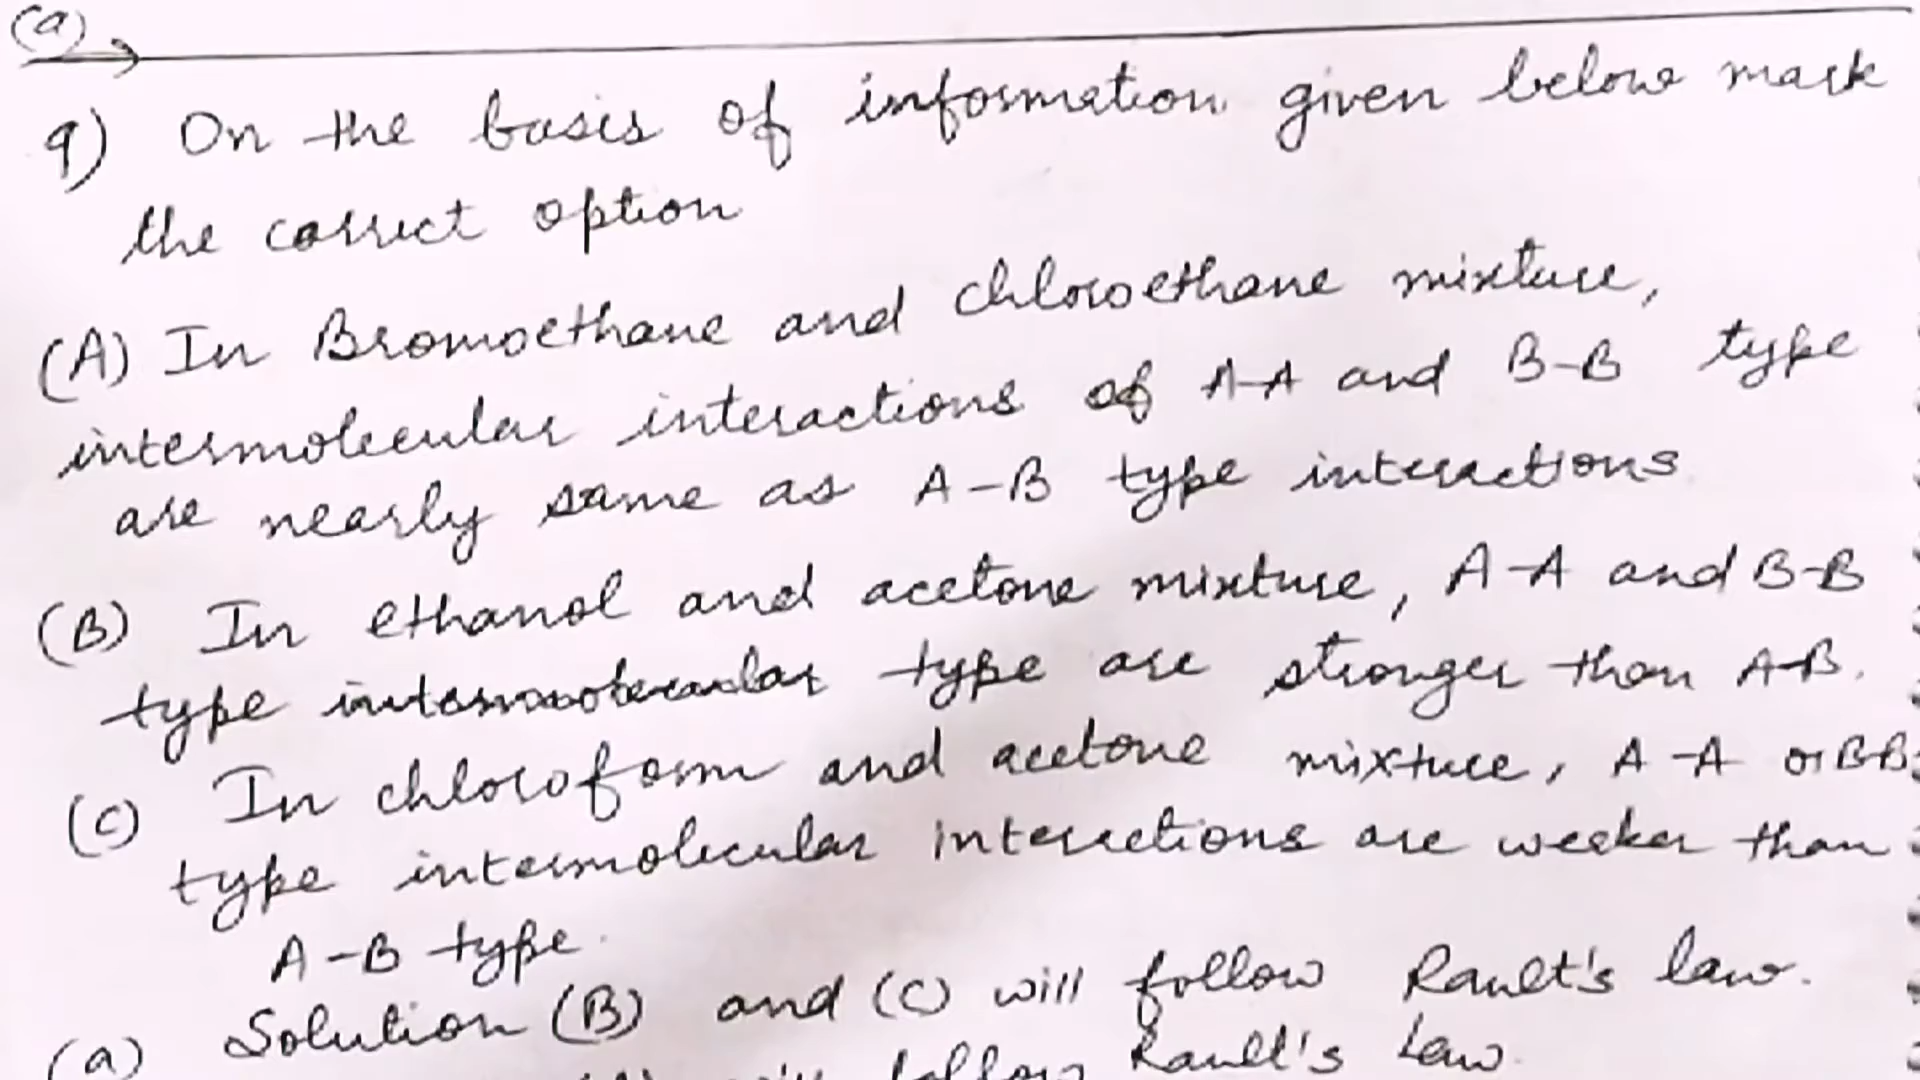 (a)
9) On the basis of information given below mark
the correct option
(A) In Bromoethane and chloroethane mixture,
intermolecular interactions of A-A and B-B type
are nearly same as A-B type interactions
(B) In ethanol and acetone mixture, A-A and B-B
type intermolecular type are stronger than A-B.
(C) In chloroform and acetone mixture, A-A or B-B
type intermolecular interactions are weaker than
A-B type.
(a) Solution (B) and (C) will follow Rault's law.
will follow Rault's Law.